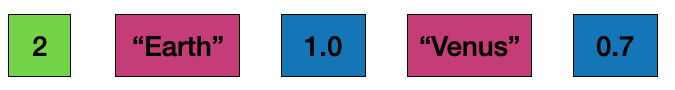 2 “Earth” 1.0 “Venus” 0.7